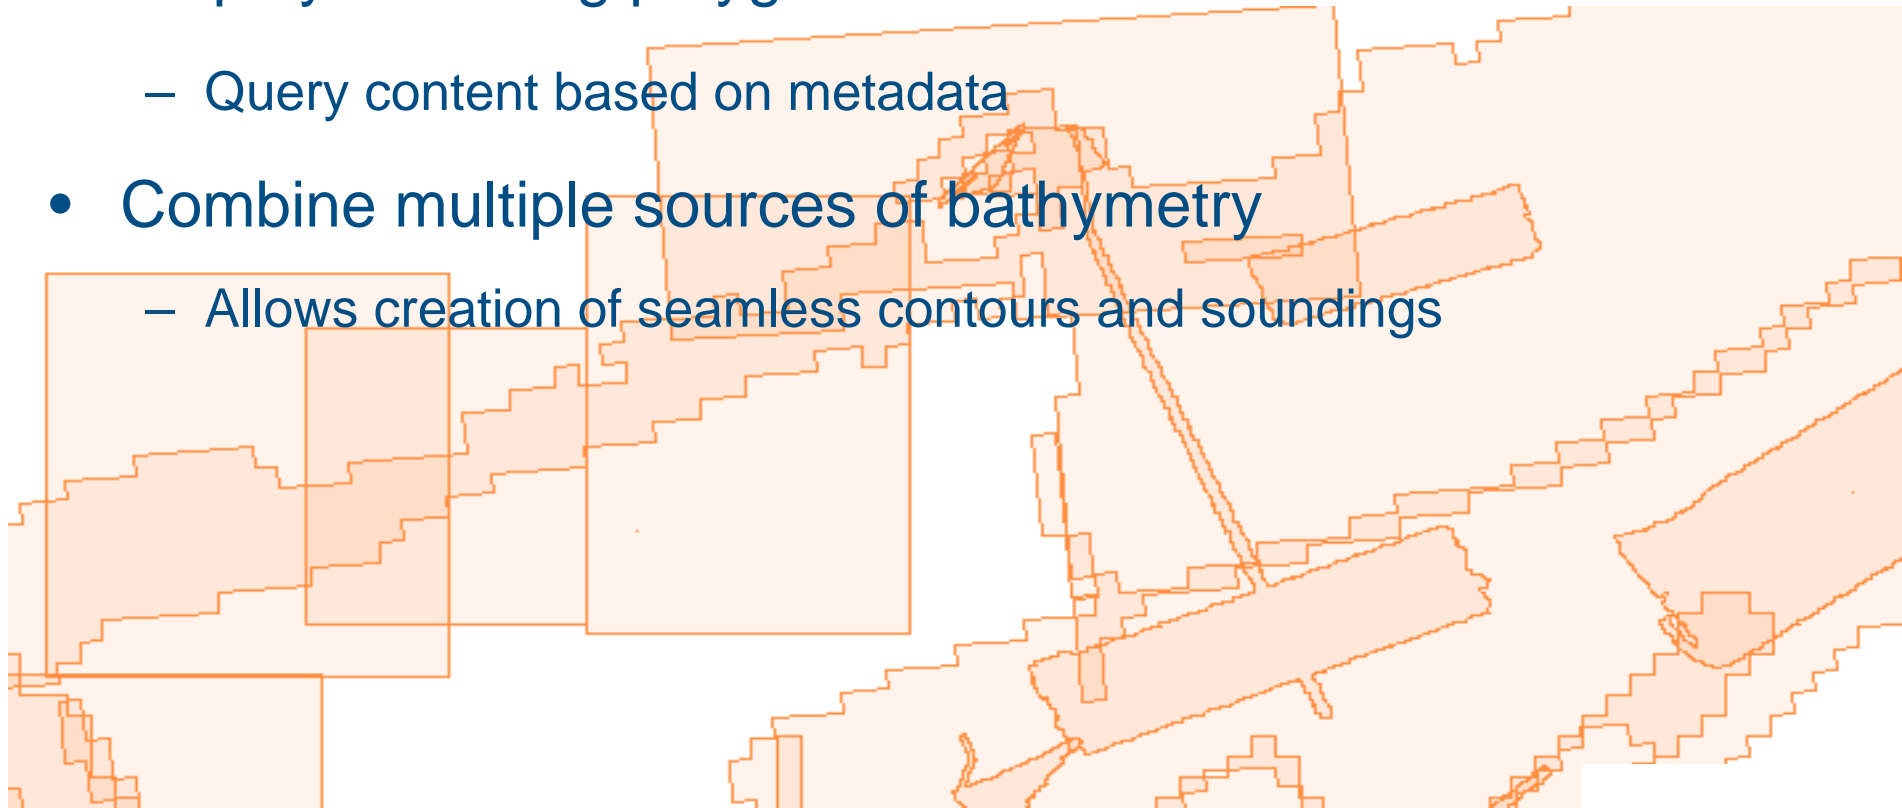 – Query content based on metadata
• Combine multiple sources of bathymetry
– Allows creation of seamless contours and soundings